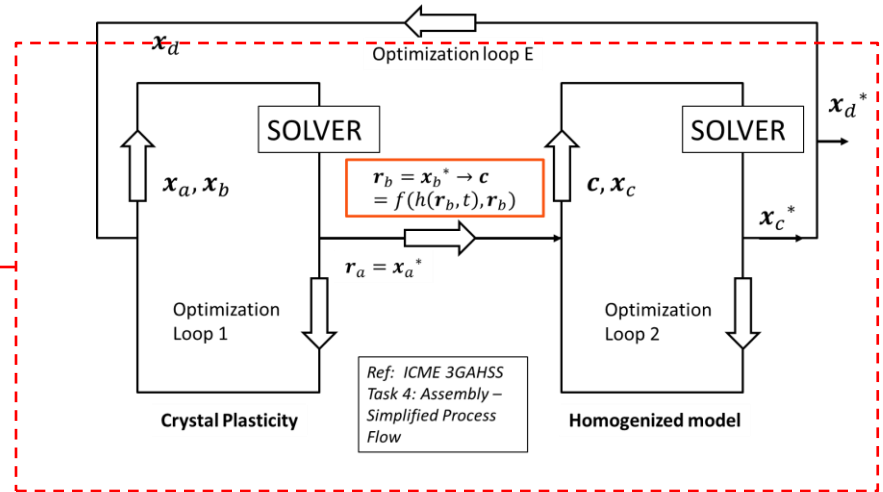 𝒙_d
Optimization loop E
SOLVER
SOLVER
𝒙_d*
𝒙_a, 𝒙_b
𝒓_b = 𝒙_b* → 𝒄
= f(h(𝒓_b, t), 𝒓_b)
𝒄, 𝒙_c
𝒙_c*
𝒓_a = 𝒙_a*
Optimization
Loop 1
Optimization
Loop 2
Ref: ICME 3GAHSS
Task 4: Assembly –
Simplified Process
Flow
Crystal Plasticity
Homogenized model